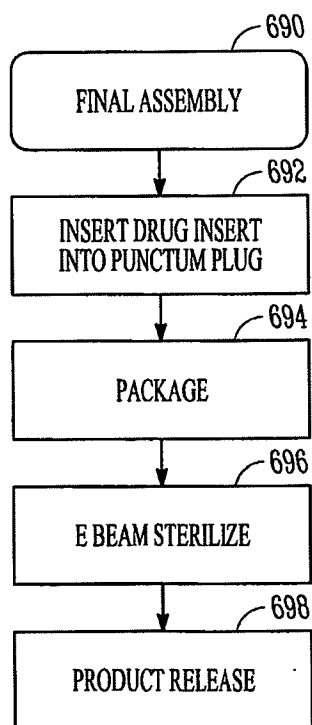 690
FINAL ASSEMBLY
692
INSERT DRUG INSERT
INTO PUNCTUM PLUG
694
PACKAGE
696
E BEAM STERILIZE
698
PRODUCT RELEASE